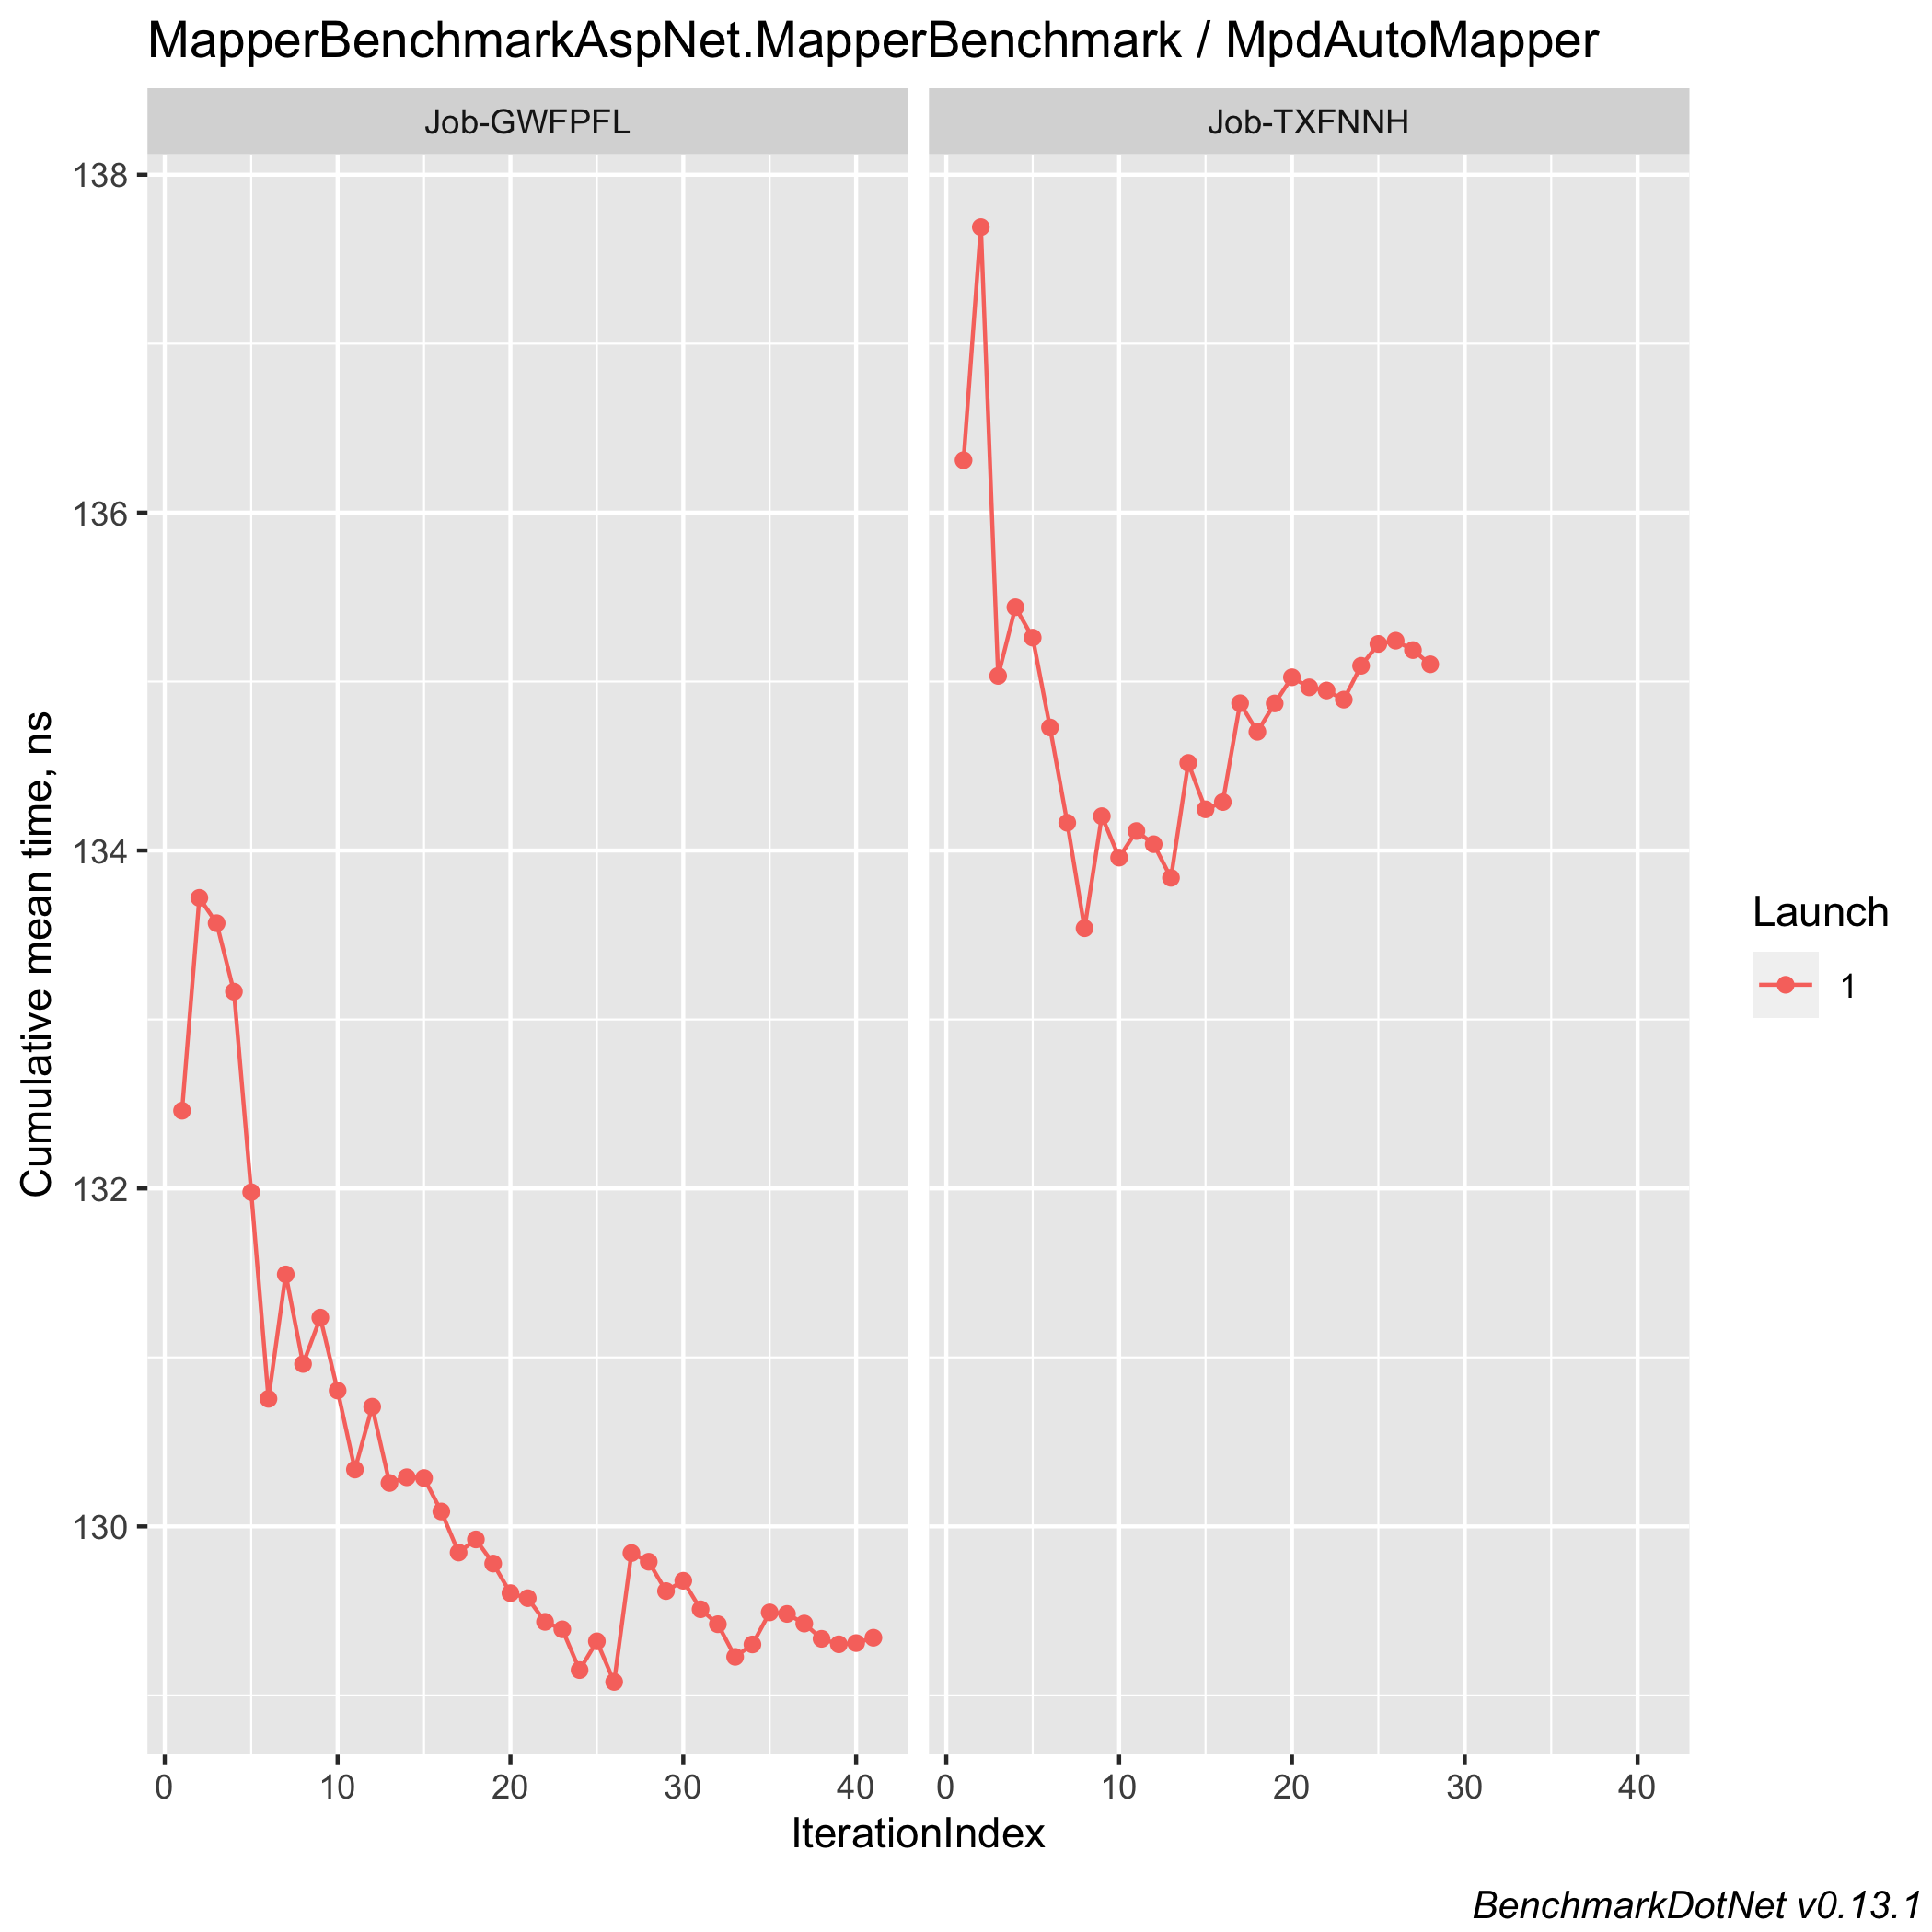 MapperBenchmarkAspNet.MapperBenchmark / MpdAutoMapper
Job-GWFPFL
Job-TXFNNH
138
136
134
132
130
Cumulative mean time, ns
0 10 20 30 40
0 10 20 30 40
IterationIndex
Launch
1
BenchmarkDotNet v0.13.1